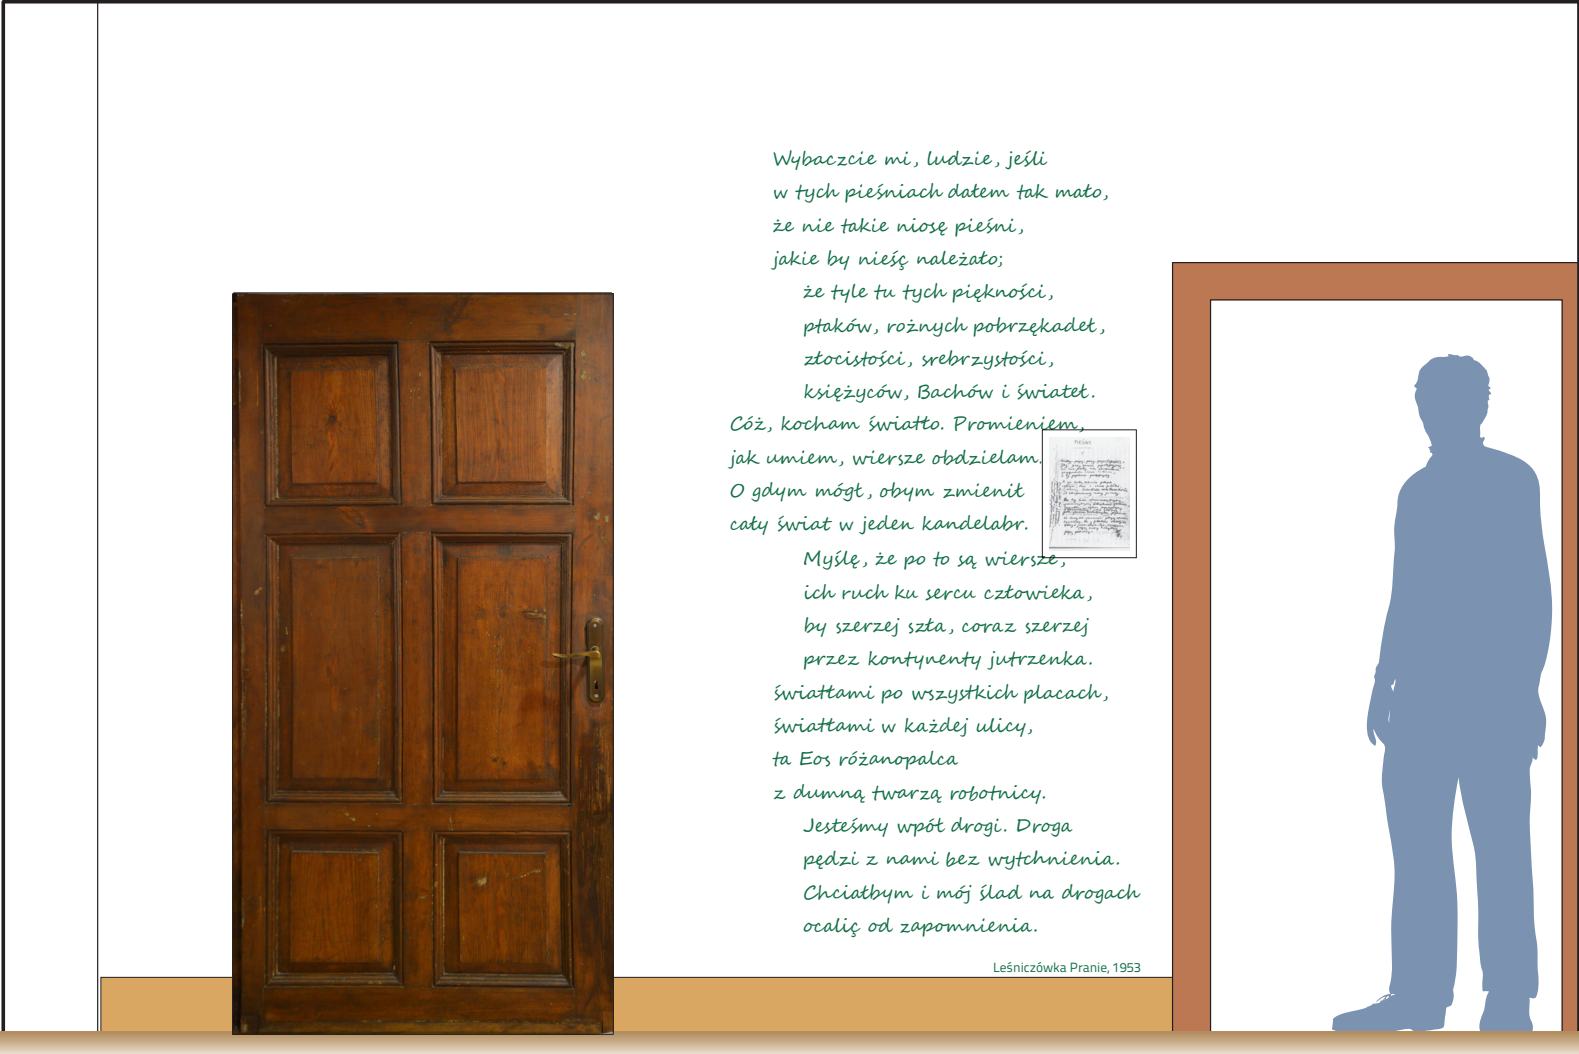 Wybaczcie mi, ludzie, jeśli
w tych pieśniach dałem tak mało,
że nie takie niosę pieśni,
jakie by nieśç należało;
że tyle tu tych piękności,
ptaków, rożnych pobrzękadeł,
złocistości, srebrzystości,
księżyców, Bachów i świateł.
Cóż, kocham światło. Promieniem,
jak umiem, wiersze obdzielam.
O gdym mógł, obym zmienił
cały świat w jeden kandelabr.
Myślę, że po to są wiersze,
ich ruch ku sercu człowieka,
by szerzej szła, coraz szerzej
przez kontynenty jutrzenka.
światłami po wszystkich placach,
światłami w każdej ulicy,
ta Eos różanopalca
z dumną twarzą robotnicy.
Jesteśmy wpół drogi. Droga
pędzi z nami bez wytchnienia.
Chciałbym i mój ślad na drogach
ocaliç od zapomnienia.
Leśniczówka Pranie, 1953